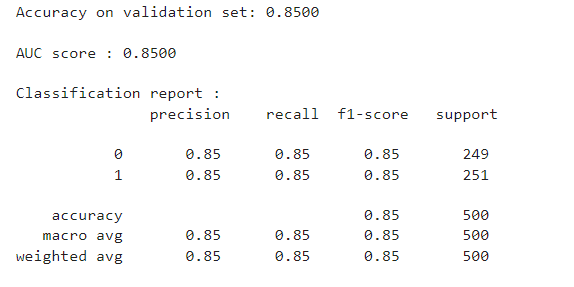 Accuracy on validation set: 0.8500
AUC score : 0.8500
Classification report :
precision recall f1-score support
0 0.85 0.85 0.85 249
1 0.85 0.85 0.85 251
accuracy 0.85 500
macro avg 0.85 0.85 0.85 500
weighted avg 0.85 0.85 0.85 500